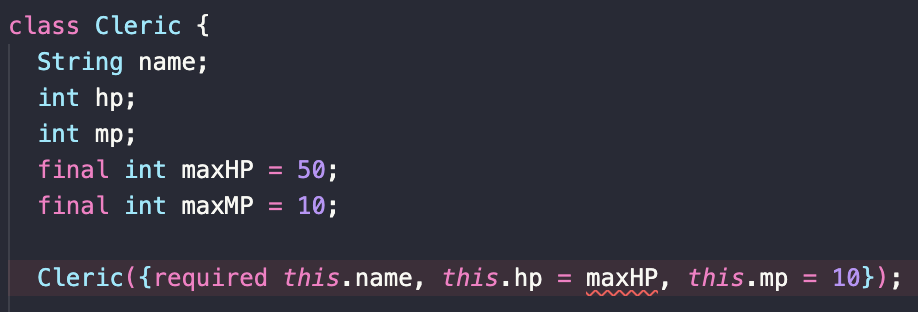 class Cleric {
String name;
int hp;
int mp;
final int maxHP = 50;
final int maxMP = 10;
Cleric({required this.name, this.hp = maxHP, this.mp = 10});